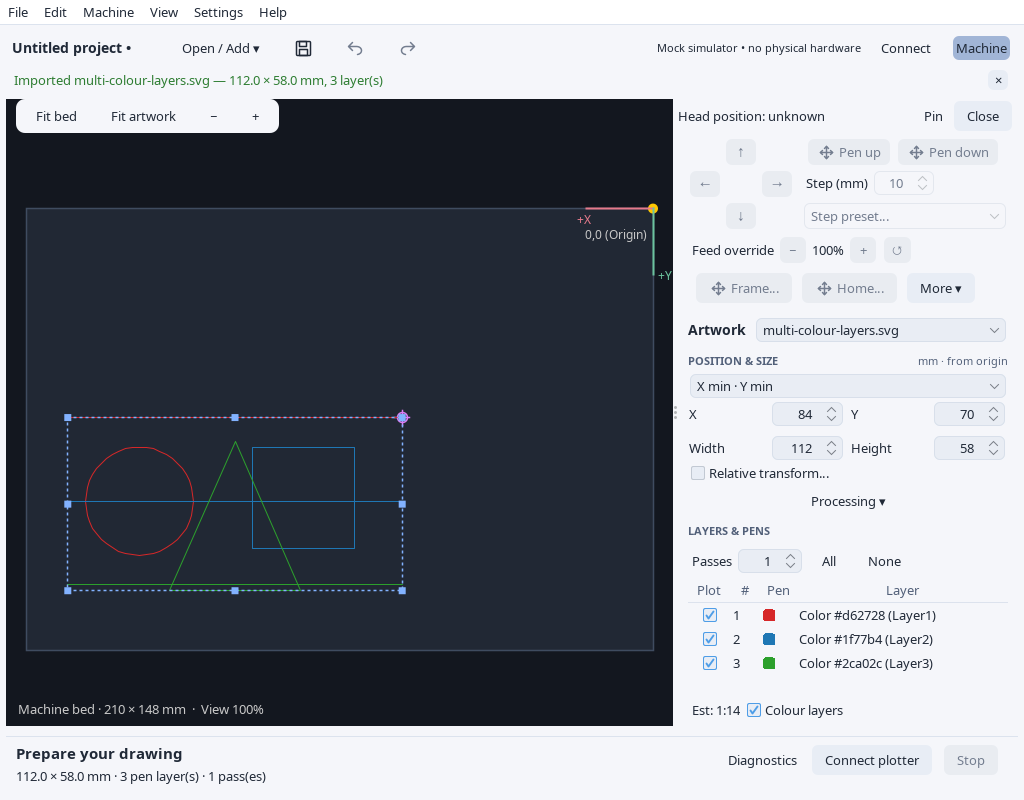 File Edit Machine View Settings Help
Untitled project • Open / Add ▾ Mock simulator • no physical hardware Connect Machine
Imported multi-colour-layers.svg — 112.0 × 58.0 mm, 3 layer(s) ×
Fit bed Fit artwork − +
Head position: unknown Pin Close
↑ Pen up Pen down
← → Step (mm) 10
↓ Step preset...
Feed override − 100% + ↺
Frame... Home... More ▾
+X
0,0 (Origin)
+Y
Artwork multi-colour-layers.svg
POSITION & SIZE mm · from origin
X min · Y min
X 84 Y 70
Width 112 Height 58
Relative transform...
Processing ▾
LAYERS & PENS
Passes 1 All None
Plot # Pen Layer
1 Color #d62728 (Layer1)
2 Color #1f77b4 (Layer2)
3 Color #2ca02c (Layer3)
Est: 1:14 Colour layers
Machine bed · 210 × 148 mm · View 100%
Prepare your drawing
112.0 × 58.0 mm · 3 pen layer(s) · 1 pass(es)
Diagnostics Connect plotter Stop